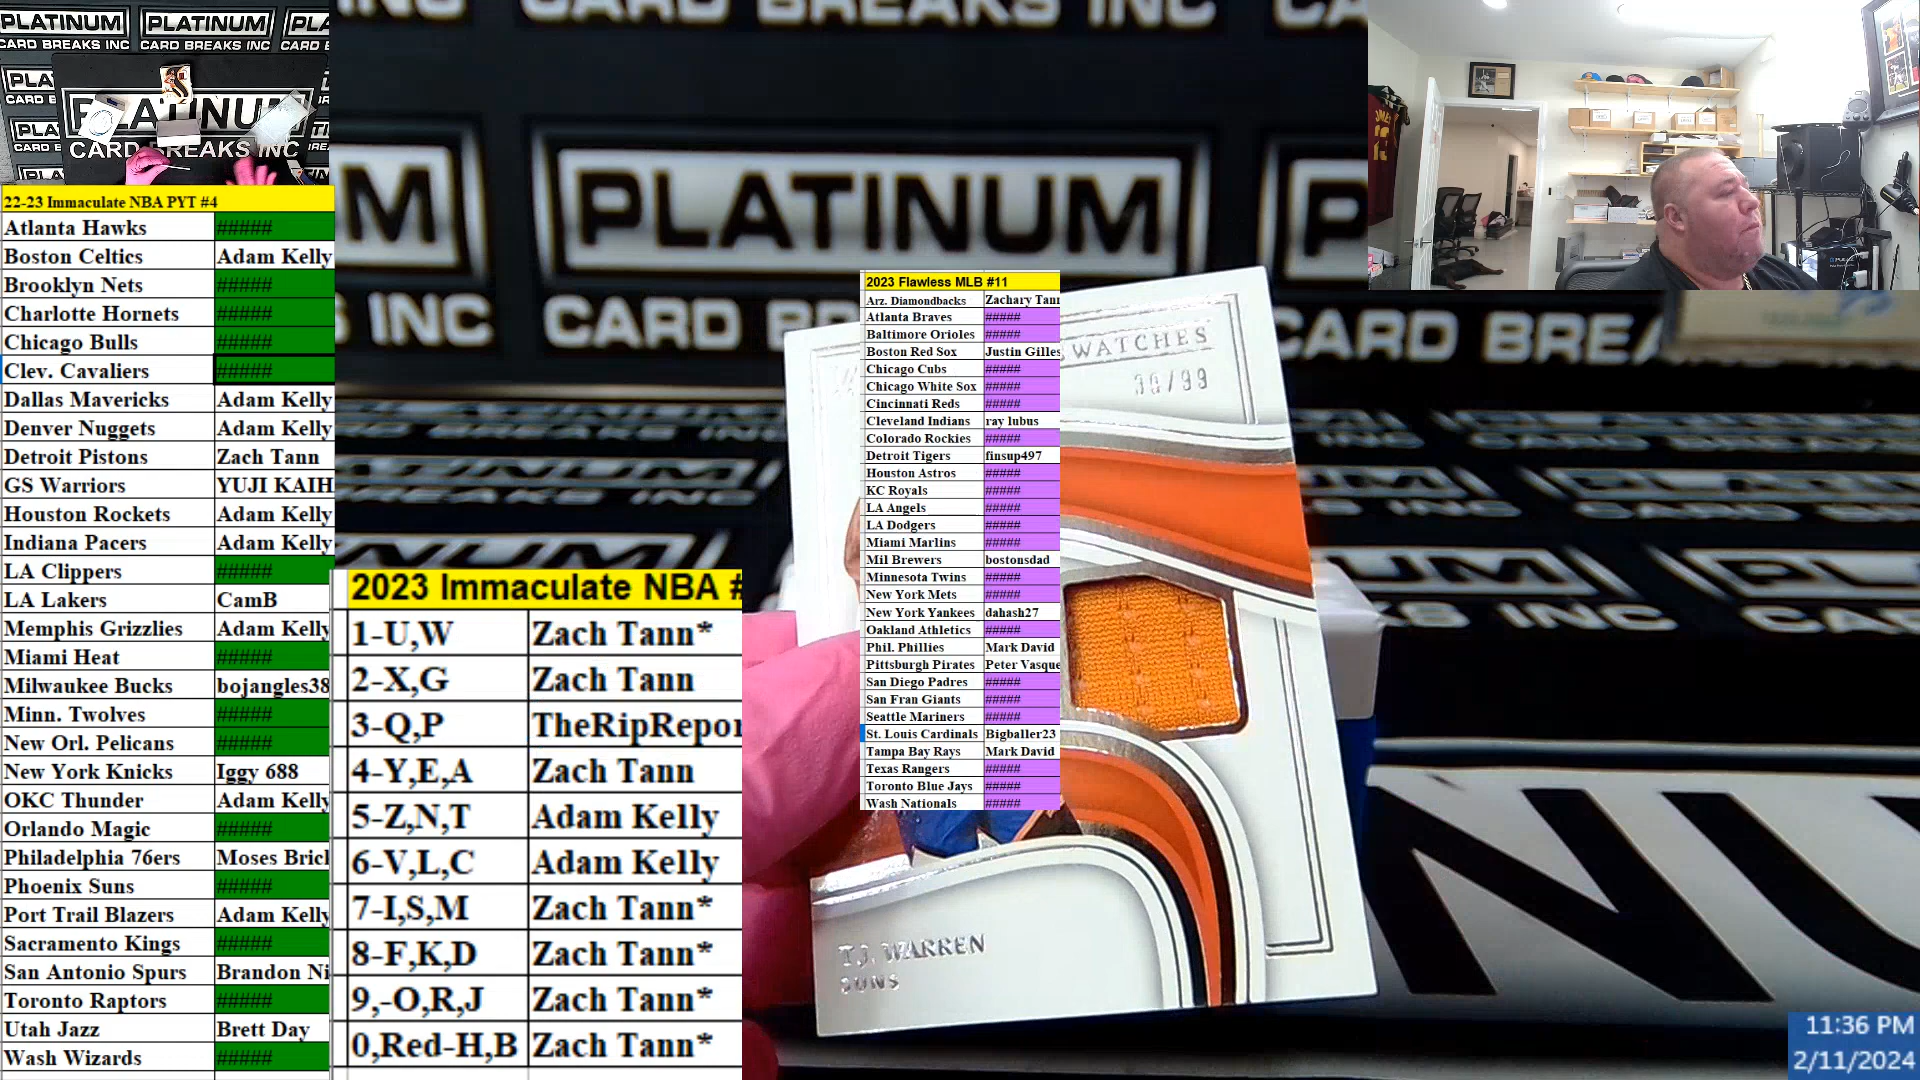 PLATINUM
CARD BREAKS INC
PLATINUM
CARD BREAKS INC
22-23 Immaculate NBA PYT #4
Atlanta Hawks #####
Boston Celtics Adam Kelly
Brooklyn Nets #####
Charlotte Hornets #####
Chicago Bulls #####
Clev. Cavaliers #####
Dallas Mavericks Adam Kelly
Denver Nuggets Adam Kelly
Detroit Pistons Zach Tann
GS Warriors YUJI KAIH
Houston Rockets Adam Kelly
Indiana Pacers Adam Kelly
LA Clippers #####
LA Lakers CamB
Memphis Grizzlies Adam Kelly
Miami Heat #####
Milwaukee Bucks bojangles38
Minn. Twolves #####
New Orl. Pelicans #####
New York Knicks Iggy 688
OKC Thunder Adam Kelly
Orlando Magic #####
Philadelphia 76ers Moses Bricl
Phoenix Suns #####
Port Trail Blazers Adam Kelly
Sacramento Kings #####
San Antonio Spurs Brandon Ni
Toronto Raptors #####
Utah Jazz Brett Day
Wash Wizards #####
2023 Immaculate NBA #
1-U,W Zach Tann*
2-X,G Zach Tann
3-Q,P TheRipRepor
4-Y,E,A Zach Tann
5-Z,N,T Adam Kelly
6-V,L,C Adam Kelly
7-I,S,M Zach Tann*
8-F,K,D Zach Tann*
9,-O,R,J Zach Tann*
0,Red-H,B Zach Tann*
2023 Flawless MLB #11
Arz. Diamondbacks Zachary Tann
Atlanta Braves #####
Baltimore Orioles #####
Boston Red Sox Justin Gilles
Chicago Cubs #####
Chicago White Sox #####
Cincinnati Reds #####
Cleveland Indians ray lubus
Colorado Rockies #####
Detroit Tigers finsup497
Houston Astros #####
KC Royals #####
LA Angels #####
LA Dodgers #####
Miami Marlins #####
Mil Brewers bostonsdad
Minnesota Twins #####
New York Mets #####
New York Yankees dahash27
Oakland Athletics #####
Phil. Phillies Mark David
Pittsburgh Pirates Peter Vasque
San Diego Padres #####
San Fran Giants #####
Seattle Mariners #####
St. Louis Cardinals Bigballer23
Tampa Bay Rays Mark David
Texas Rangers #####
Toronto Blue Jays #####
Wash Nationals #####
SWATCHES
39/99
T.J. WARREN
SUNS
11:36 PM
2/11/2024